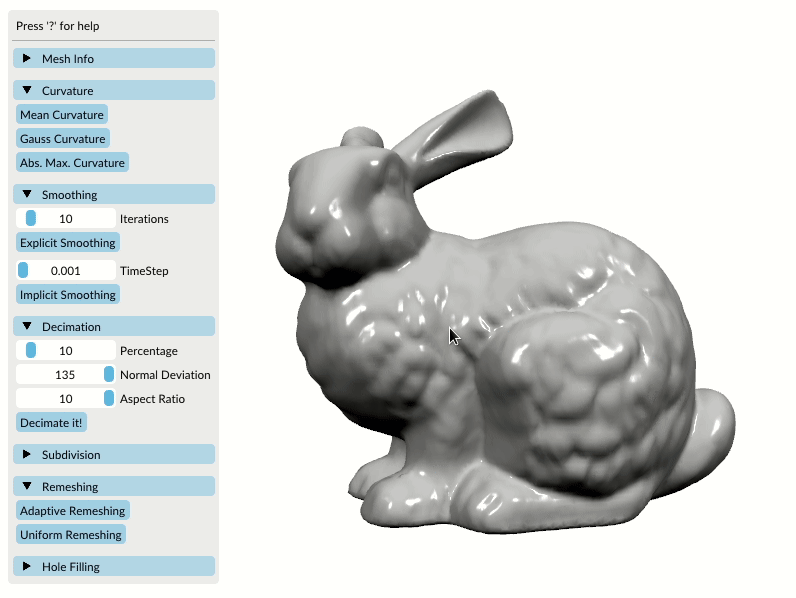 Press '?' for help
Mesh Info
Curvature
Mean Curvature
Gauss Curvature
Abs. Max. Curvature
Smoothing
10 Iterations
Explicit Smoothing
0.001 TimeStep
Implicit Smoothing
Decimation
10 Percentage
135 Normal Deviation
10 Aspect Ratio
Decimate it!
Subdivision
Remeshing
Adaptive Remeshing
Uniform Remeshing
Hole Filling